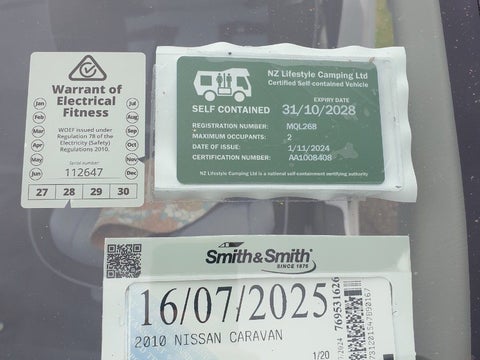 Warrant of
Electrical
Fitness
Jan
Feb
Mar
Apr
May
Jun
WOEF issued under
Regulation 78 of the
Electricity (Safety)
Regulations 2010.
Serial number
112647
Jul
Aug
Sep
Oct
Nov
Dec
27 28 29 30
NZ Lifestyle Camping Ltd
Certified Self-contained Vehicle
SELF CONTAINED
EXPIRY DATE
31/10/2028
REGISTRATION NUMBER: MQL268
MAXIMUM OCCUPANTS: 2
DATE OF ISSUE: 1/11/2024
CERTIFICATION NUMBER: AA1008408
NZ Lifestyle Camping Ltd is a national self-containment certifying authority
Smith&Smith
SINCE 1876
16/07/2025
2010 NISSAN CARAVAN
1/20
769531626